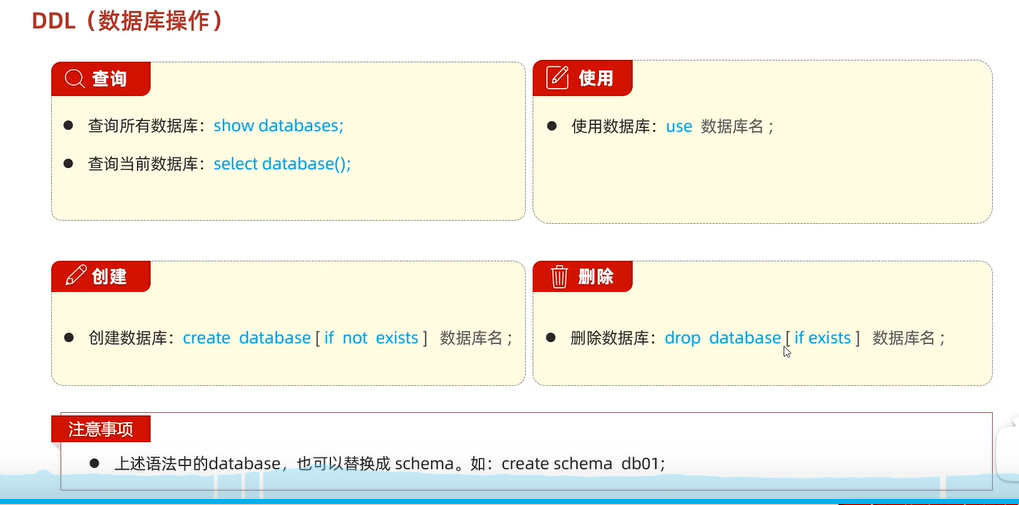 DDL（数据库操作）
查询
查询所有数据库：show databases;
查询当前数据库：select database();
使用
使用数据库：use 数据库名 ;
创建
创建数据库：create database [ if not exists ] 数据库名 ;
删除
删除数据库：drop database [ if exists ] 数据库名 ;
注意事项
上述语法中的database，也可以替换成 schema。如：create schema db01;